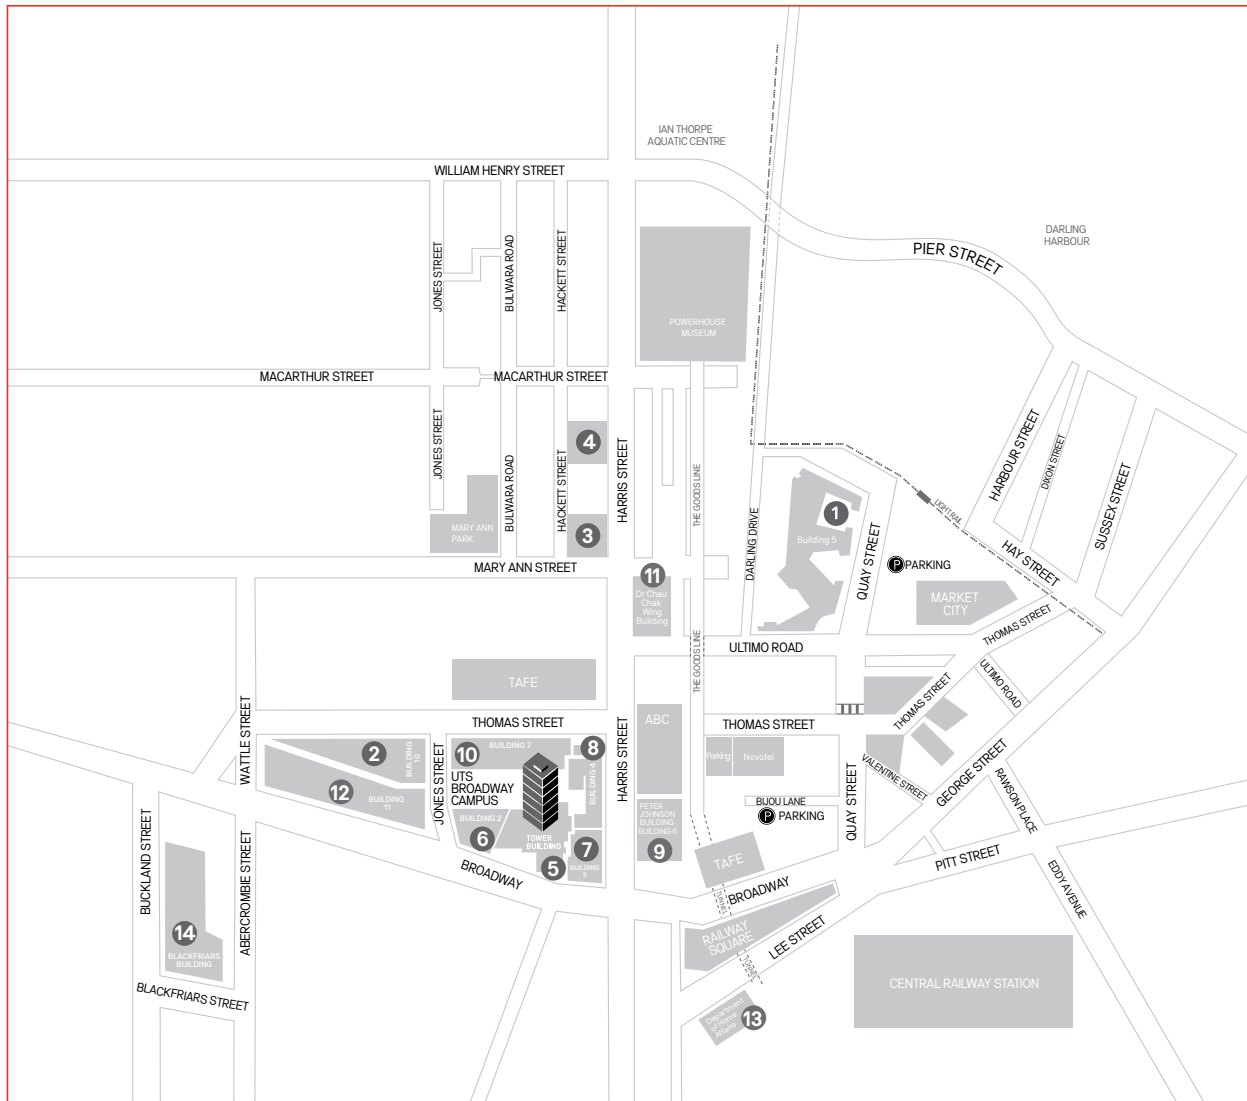 IAN THORPE
AQUATIC CENTRE
WILLIAM HENRY STREET
DARLING
HARBOUR
PIER STREET
JONES STREET
BULWARA ROAD
HACKETT STREET
POWERHOUSE
MUSEUM
MACARTHUR STREET
MACARTHUR STREET
JONES STREET
BULWARA ROAD
HACKETT STREET
4
HARRIS STREET
THE GOODS LINE
HARBOUR STREET
DIXON STREET
SUSSEX STREET
LIGHT RAIL
1
Building 5
MARY ANN
PARK
3
DARLING DRIVE
QUAY STREET
HAY STREET
P PARKING
MARY ANN STREET
11
Dr Chau
Chak
Wing
Building
MARKET
CITY
THOMAS STREET
ULTIMO ROAD
THE GOODS LINE
ULTIMO ROAD
TAFE
THOMAS STREET
WATTLE STREET
THOMAS STREET
HARRIS STREET
ABC
THOMAS STREET
2
BUILDING
10
JONES STREET
10
BUILDING 7
8
BUILDING 4
UTS
BROADWAY
CAMPUS
Parking
Novotel
VALENTINE STREET
GEORGE STREET
RAWSON PLACE
12
BUILDING
11
BUILDING 2
6
TOWER
BUILDING
5
7
BUILDING
3
PETER
JOHNSON
BUILDING
BUILDING 6
9
BIJOU LANE
P PARKING
QUAY STREET
PITT STREET
EDDY AVENUE
BUCKLAND STREET
ABERCROMBIE STREET
BROADWAY
TAFE
BROADWAY
TUNNEL
RAILWAY
SQUARE
LEE STREET
TUNNEL
14
BLACKFRIARS
BUILDING
BLACKFRIARS STREET
CENTRAL RAILWAY STATION
Department
of Home
Affairs
13